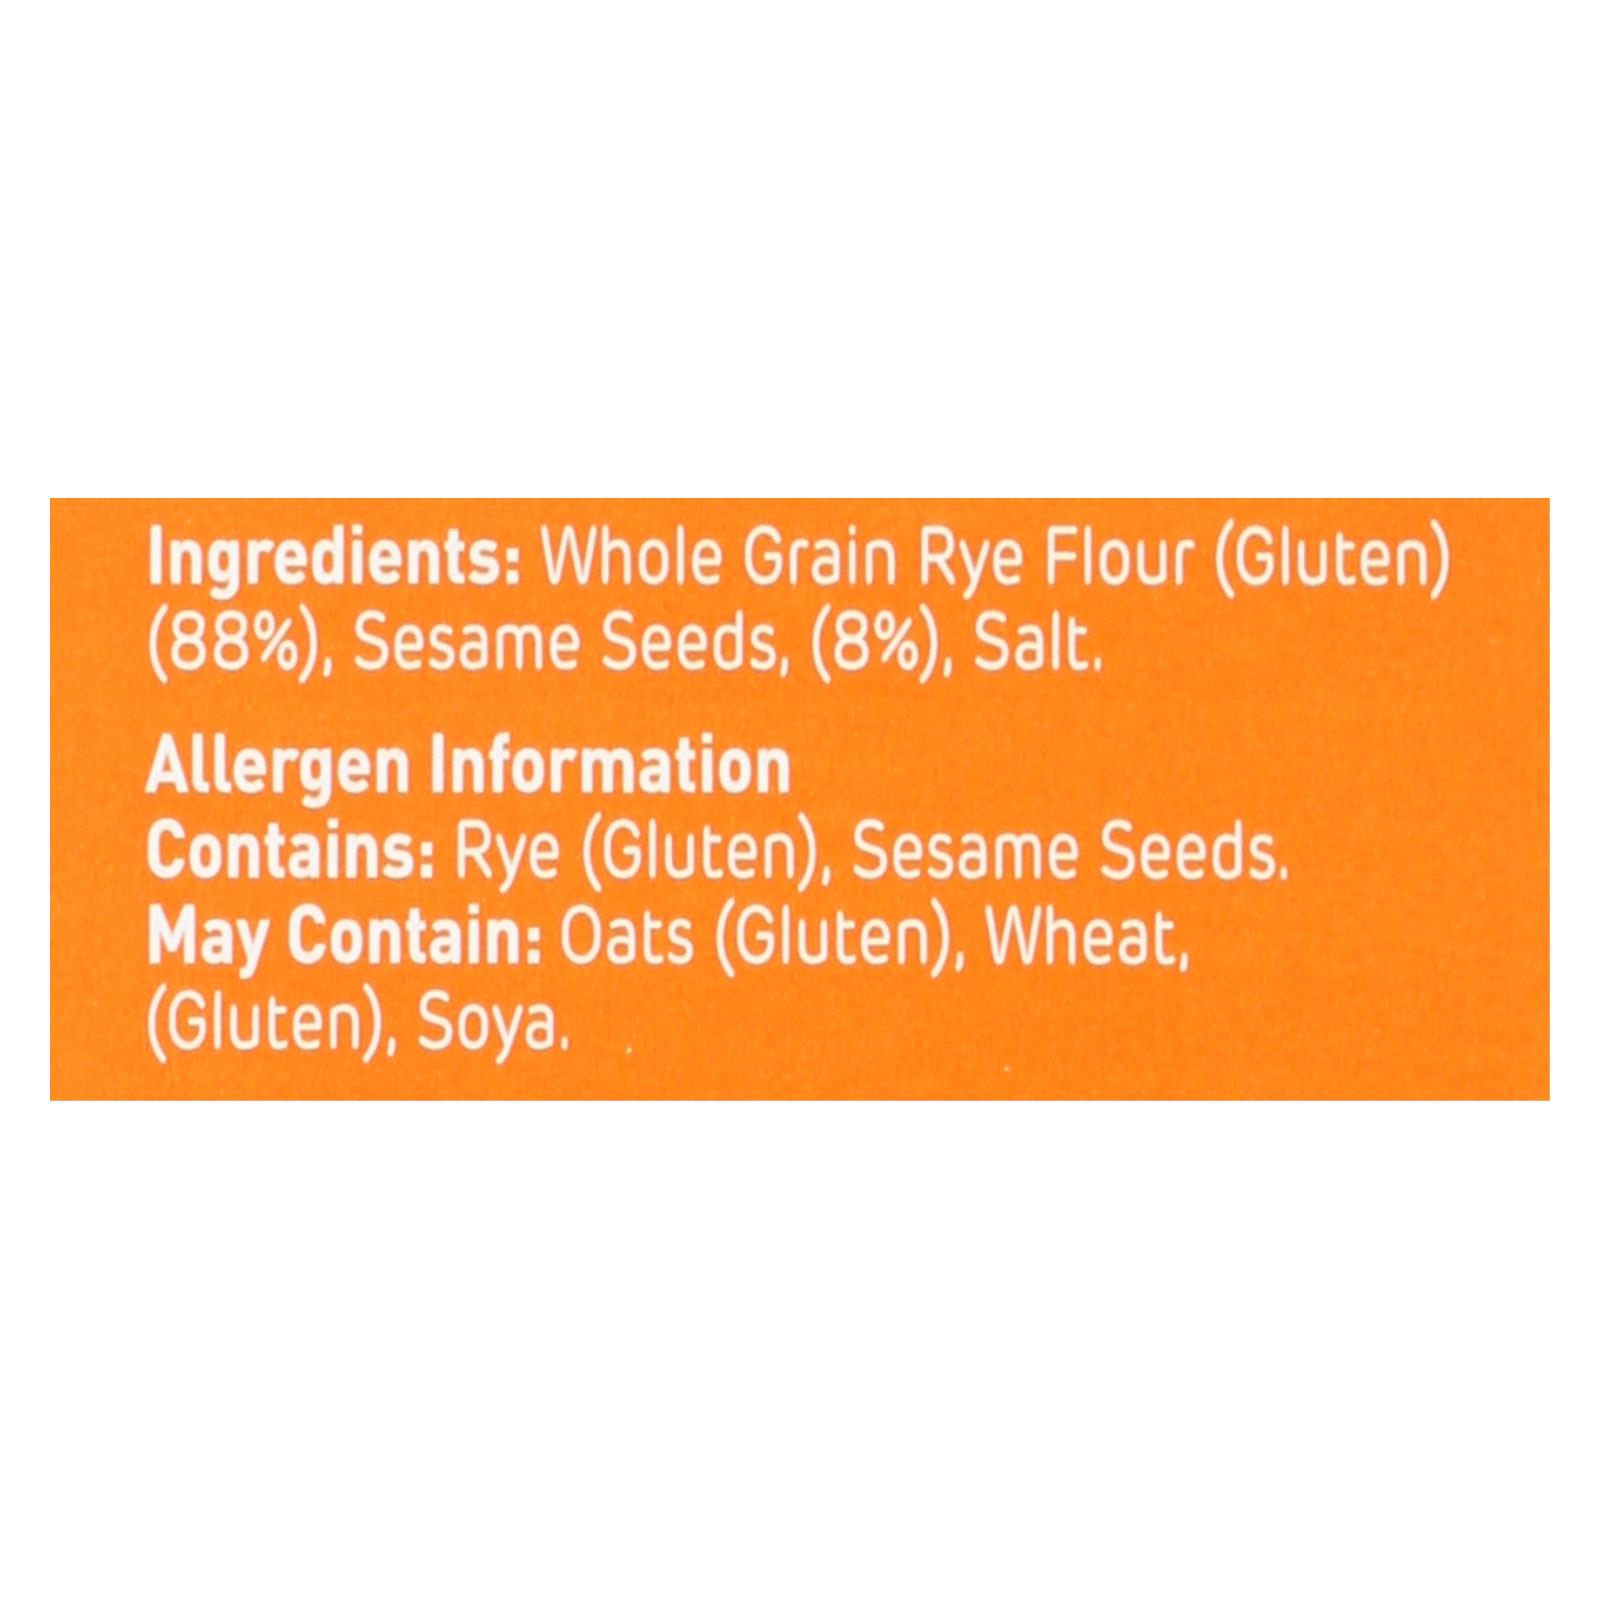 Ingredients: Whole Grain Rye Flour (Gluten)
(88%), Sesame Seeds, (8%), Salt.
Allergen Information
Contains: Rye (Gluten), Sesame Seeds.
May Contain: Oats (Gluten), Wheat,
(Gluten), Soya.